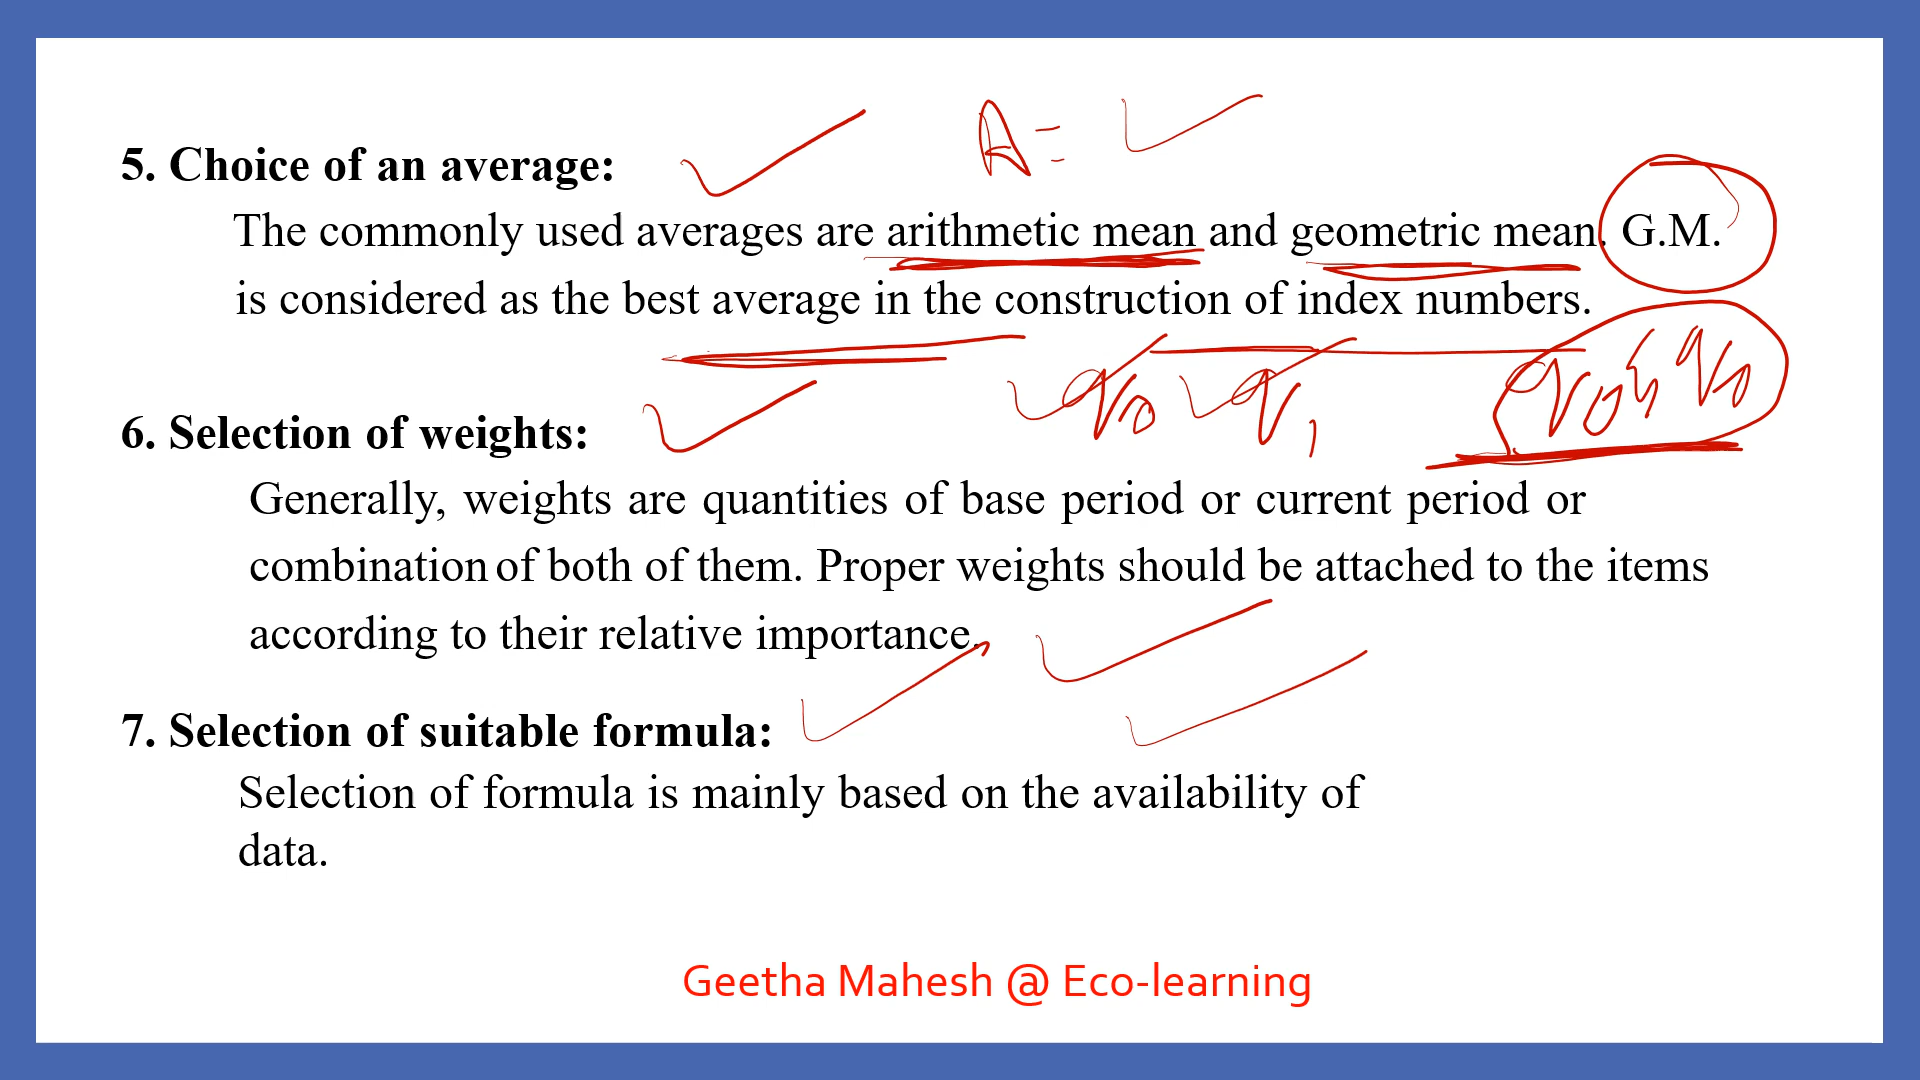 A =
5. Choice of an average:
The commonly used averages are arithmetic mean and geometric mean. G.M.
is considered as the best average in the construction of index numbers.
6. Selection of weights:
Generally, weights are quantities of base period or current period or
combination of both of them. Proper weights should be attached to the items
according to their relative importance.
7. Selection of suitable formula:
Selection of formula is mainly based on the availability of
data.
Geetha Mahesh @ Eco-learning